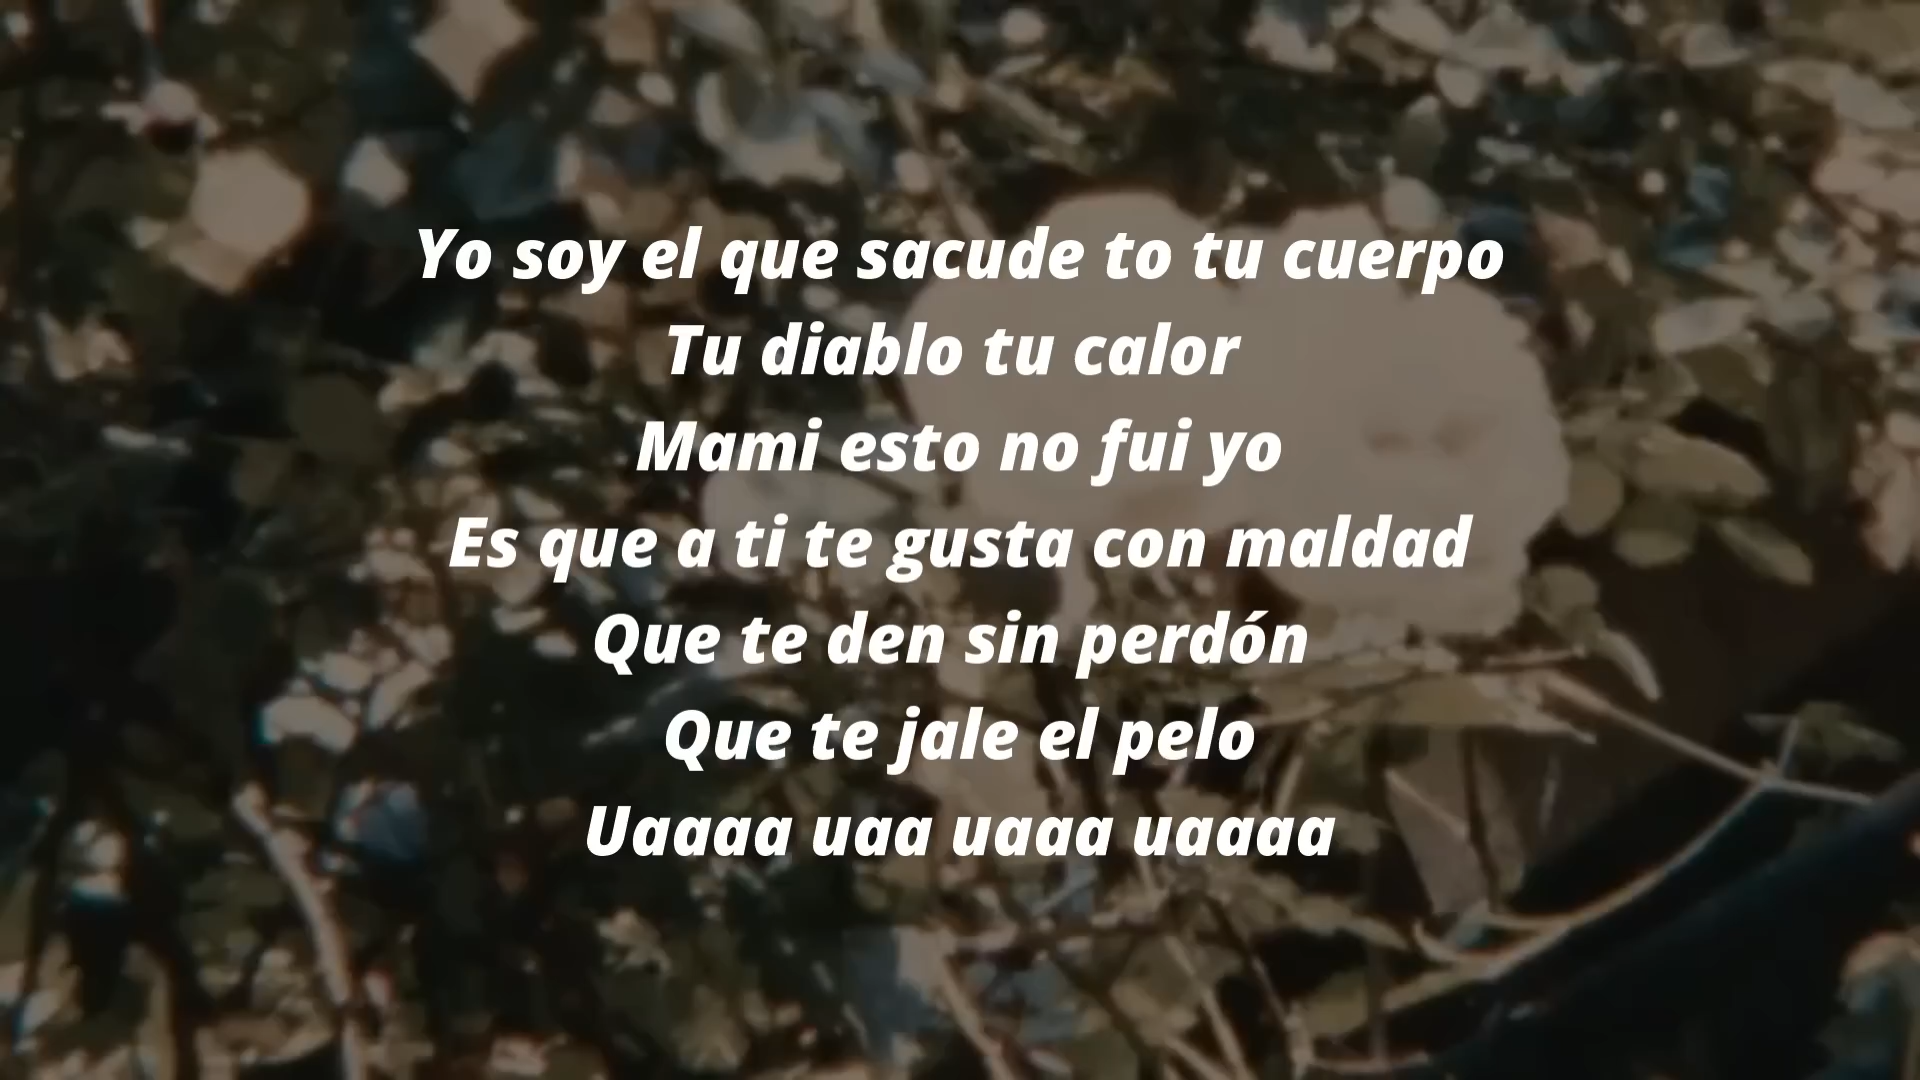 Yo soy el que sacude to tu cuerpo
Tu diablo tu calor
Mami esto no fui yo
Es que a ti te gusta con maldad
Que te den sin perdón
Que te jale el pelo
Uaaaa uaa uaaa uaaaa